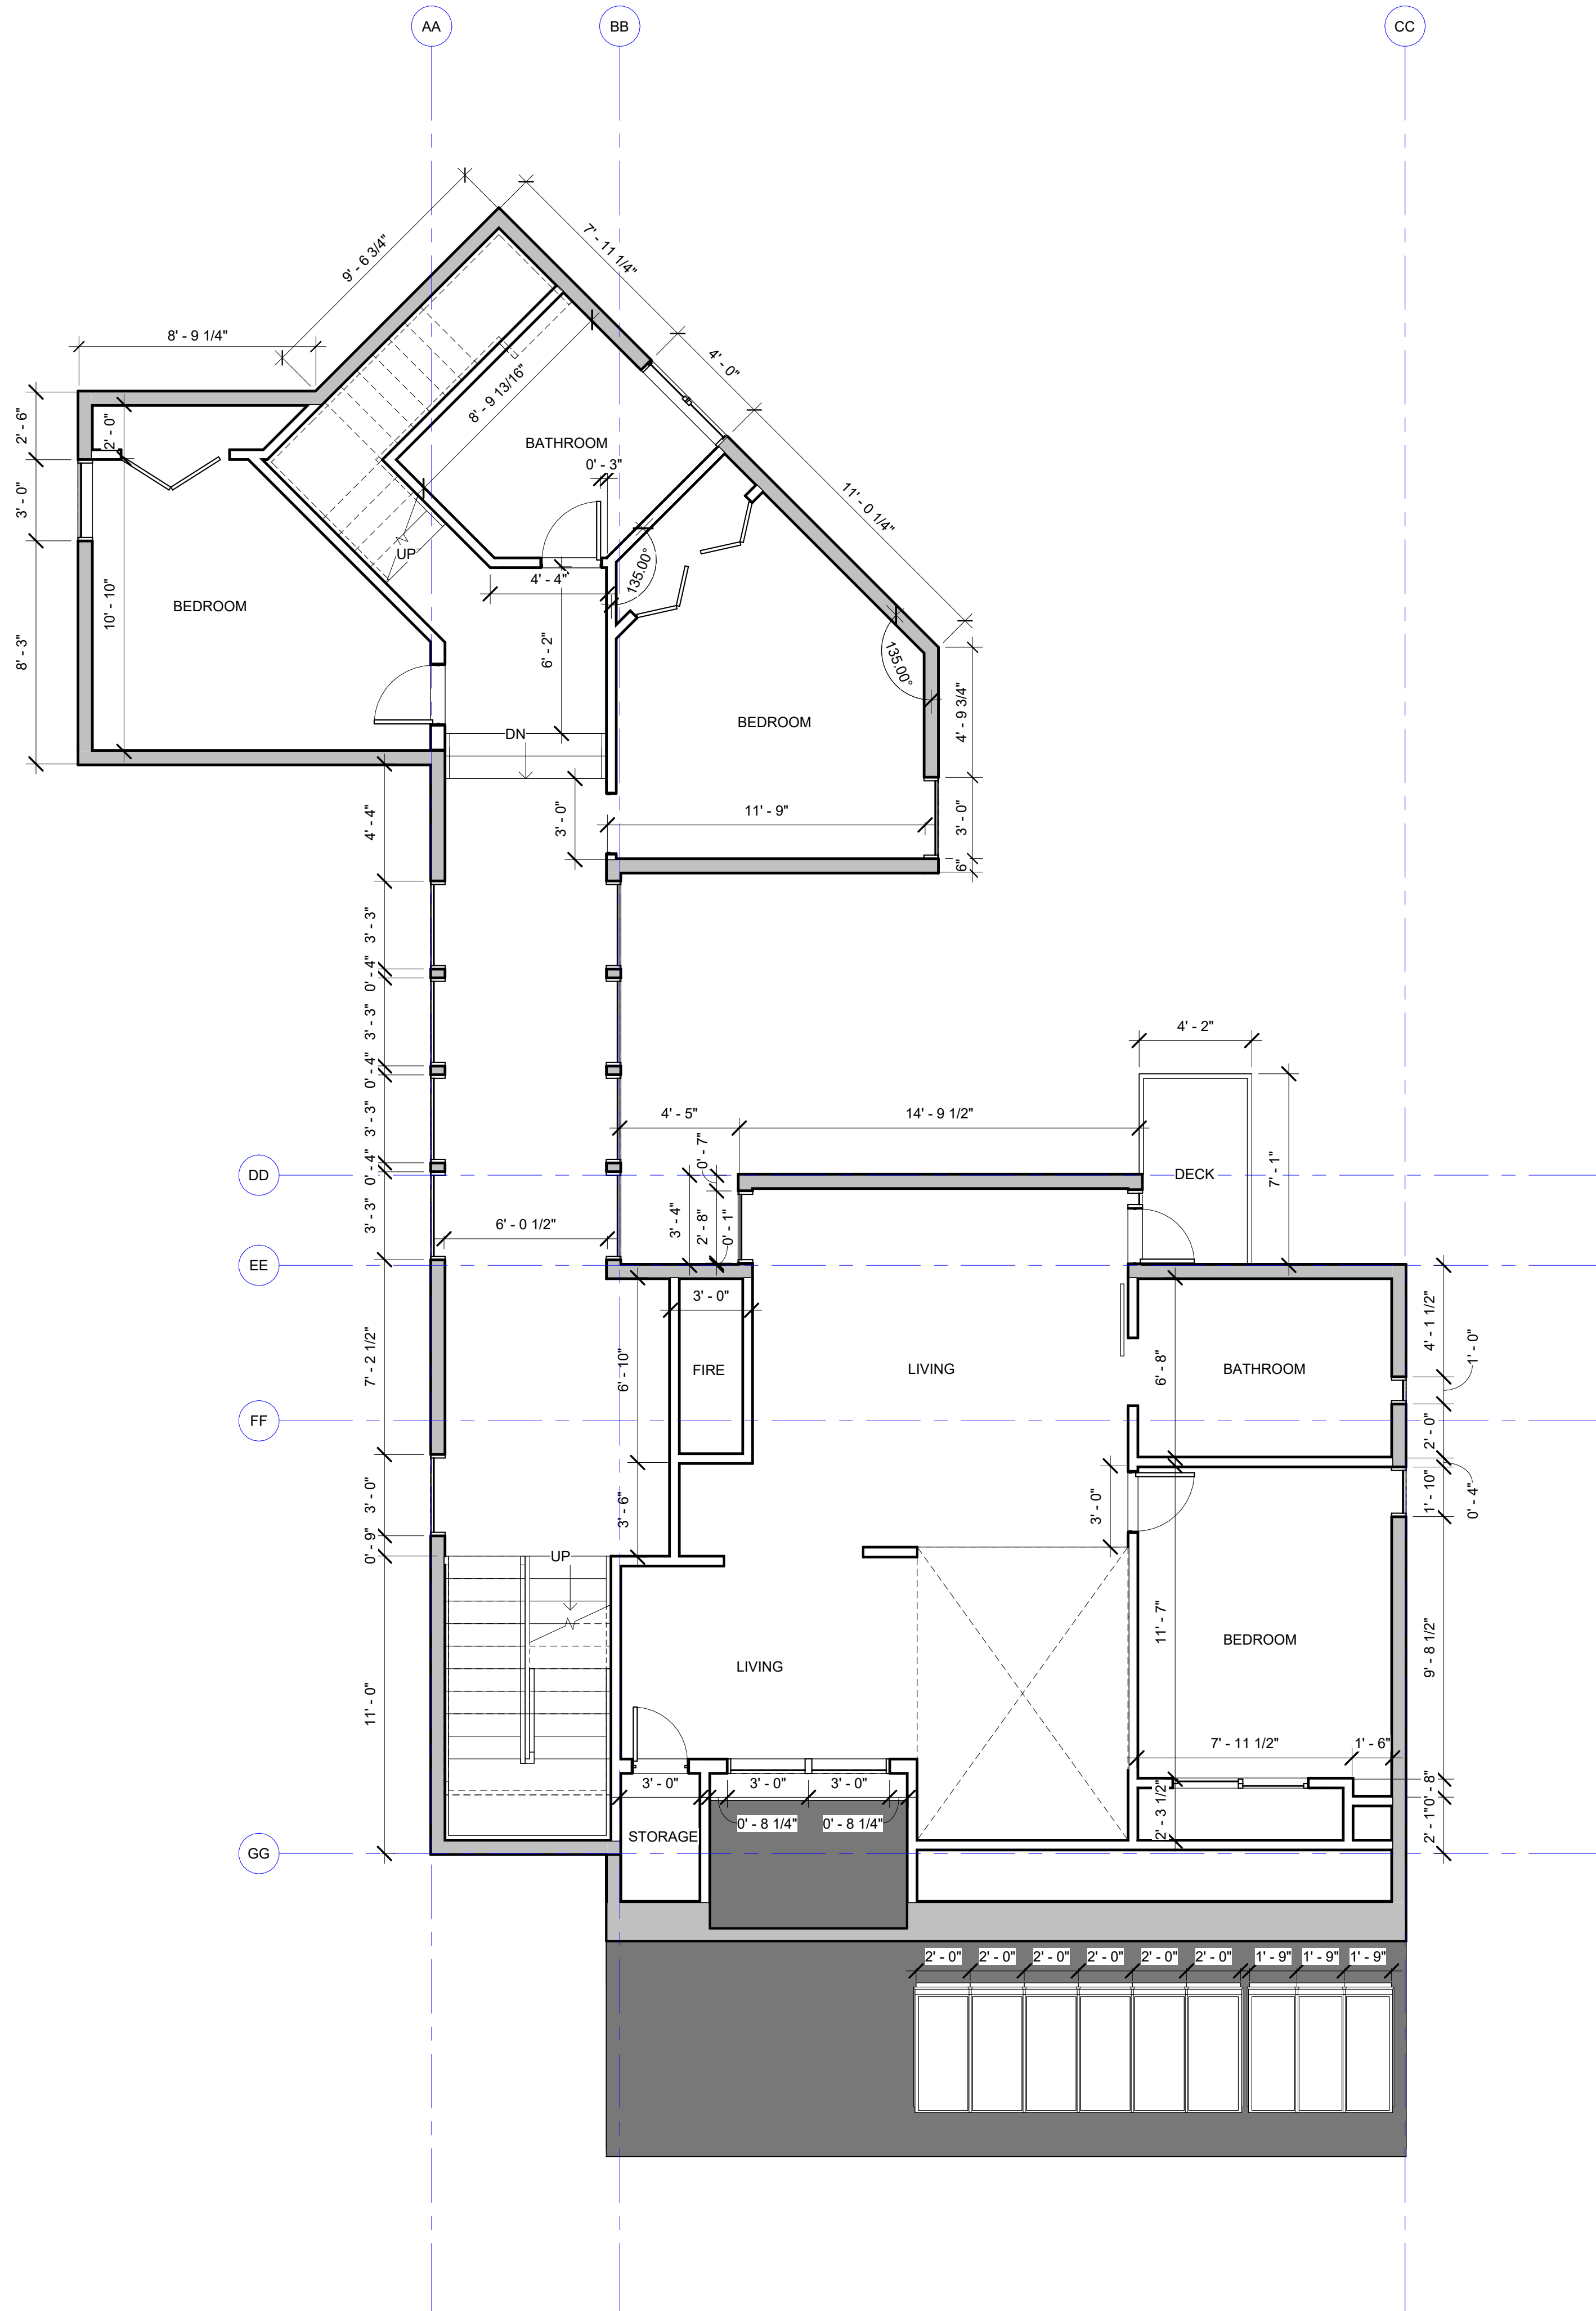 AA
BB
CC
9' - 6 3/4"
7' - 11 1/4"
8' - 9 1/4"
4' - 0"
8' - 9 13/16"
2' - 6"
2' - 0"
BATHROOM
0' - 3"
3' - 0"
11' - 0 1/4"
UP
135.00°
4' - 4"
10' - 10"
BEDROOM
8' - 3"
6' - 2"
135.00°
BEDROOM
4' - 9 3/4"
DN
4' - 4"
3' - 0"
11' - 9"
3' - 0"
6"
3' - 3"
0' - 4"
3' - 3"
0' - 4"
3' - 3"
0' - 4"
3' - 3"
4' - 2"
4' - 5"
14' - 9 1/2"
0' - 7"
7' - 1"
DD
DECK
6' - 0 1/2"
3' - 4"
2' - 8"
0' - 1"
EE
3' - 0"
4' - 1 1/2"
1' - 0"
7' - 2 1/2"
6' - 10"
FIRE
LIVING
6' - 8"
BATHROOM
FF
2' - 0"
3' - 0"
3' - 6"
3' - 0"
1' - 10"
0' - 4"
0' - 9"
UP
11' - 7"
BEDROOM
9' - 8 1/2"
LIVING
11' - 0"
7' - 11 1/2"
1' - 6"
3' - 0"
3' - 0"
3' - 0"
0' - 8"
2' - 3 1/2"
0' - 8 1/4"
0' - 8 1/4"
2' - 1"
STORAGE
GG
2' - 0"
2' - 0"
2' - 0"
2' - 0"
2' - 0"
2' - 0"
1' - 9"
1' - 9"
1' - 9"